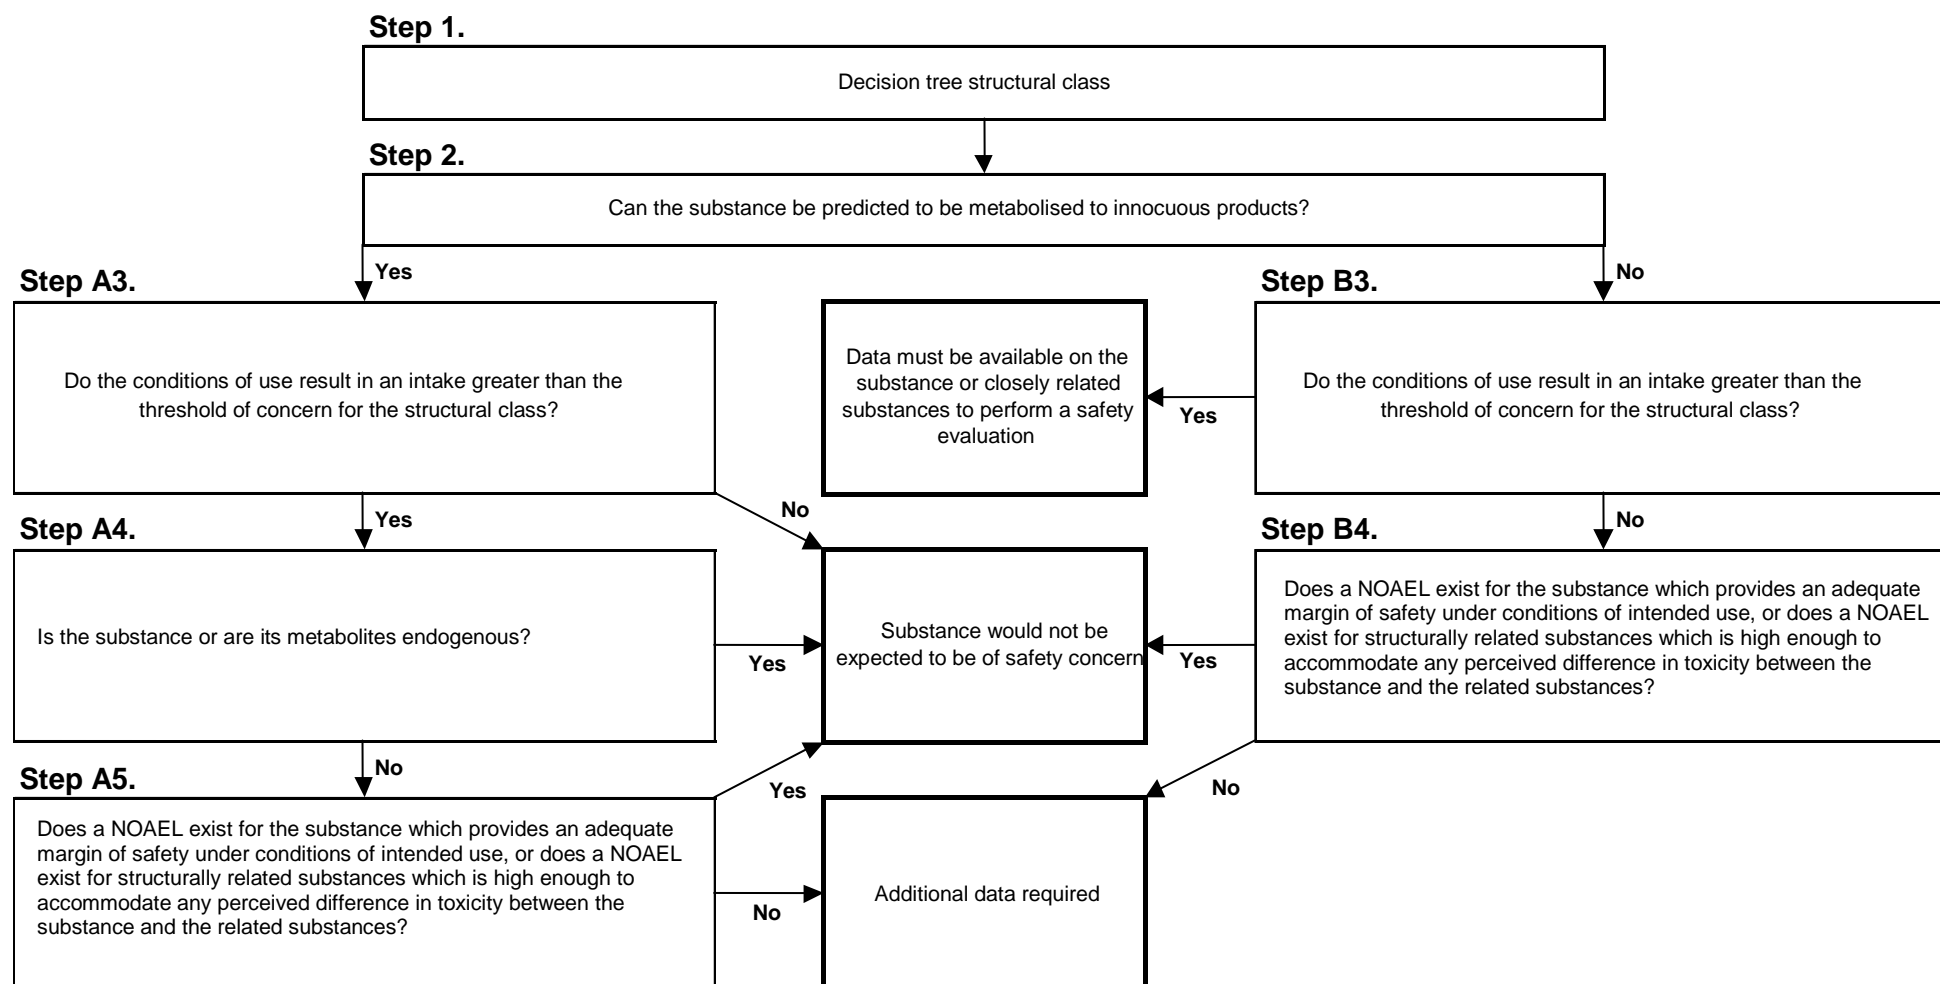 Step 1.
Decision tree structural class
Step 2.
Can the substance be predicted to be metabolised to innocuous products?
Yes
No
Step A3.
Do the conditions of use result in an intake greater than the
threshold of concern for the structural class?
Data must be available on the
substance or closely related
substances to perform a safety
evaluation
Yes
Step B3.
Do the conditions of use result in an intake greater than the
threshold of concern for the structural class?
Yes
No
No
Step A4.
Is the substance or are its metabolites endogenous?
Yes
Substance would not be
expected to be of safety concern
Yes
Step B4.
Does a NOAEL exist for the substance which provides an adequate
margin of safety under conditions of intended use, or does a NOAEL
exist for structurally related substances which is high enough to
accommodate any perceived difference in toxicity between the
substance and the related substances?
No
Yes
No
Step A5.
Does a NOAEL exist for the substance which provides an adequate
margin of safety under conditions of intended use, or does a NOAEL
exist for structurally related substances which is high enough to
accommodate any perceived difference in toxicity between the
substance and the related substances?
No
Additional data required